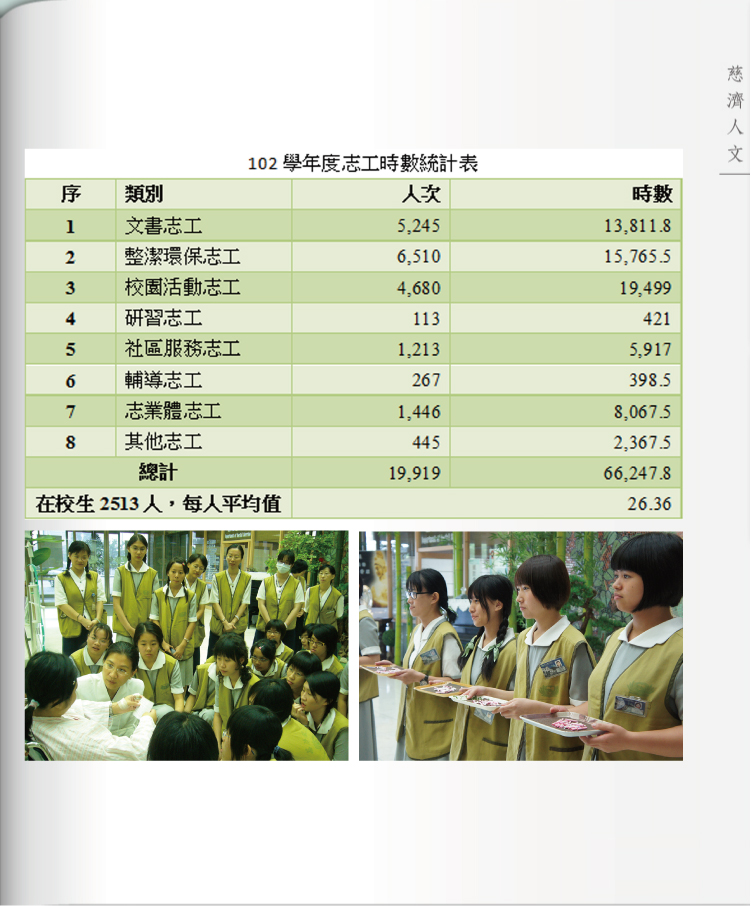 慈濟人文
102 學年度志工時數統計表
序 類別 人次 時數
1 文書志工 5,245 13,811.8
2 整潔環保志工 6,510 15,765.5
3 校園活動志工 4,680 19,499
4 研習志工 113 421
5 社區服務志工 1,213 5,917
6 輔導志工 267 398.5
7 志業體志工 1,446 8,067.5
8 其他志工 445 2,367.5
總計 19,919 66,247.8
在校生 2513 人，每人平均值 26.36